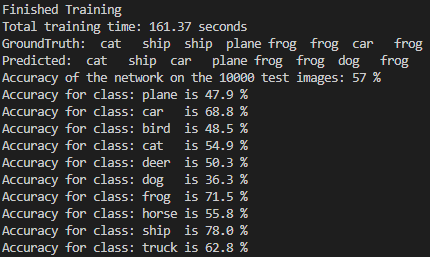 Finished Training
Total training time: 161.37 seconds
GroundTruth:  cat   ship  ship  plane frog  frog  car   frog
Predicted:  cat   ship  car   plane frog  frog  dog   frog
Accuracy of the network on the 10000 test images: 57 %
Accuracy for class: plane is 47.9 %
Accuracy for class: car   is 68.8 %
Accuracy for class: bird  is 48.5 %
Accuracy for class: cat   is 54.9 %
Accuracy for class: deer  is 50.3 %
Accuracy for class: dog   is 36.3 %
Accuracy for class: frog  is 71.5 %
Accuracy for class: horse is 55.8 %
Accuracy for class: ship  is 78.0 %
Accuracy for class: truck is 62.8 %